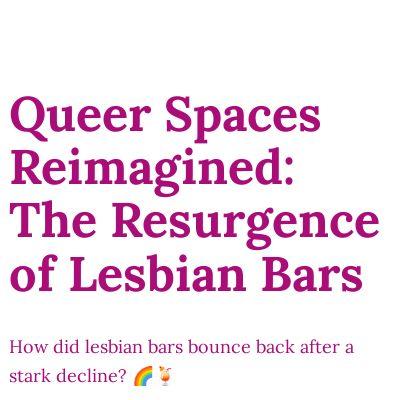 Queer Spaces
Reimagined:
The Resurgence
of Lesbian Bars
How did lesbian bars bounce back after a
stark decline? 🌈🍹